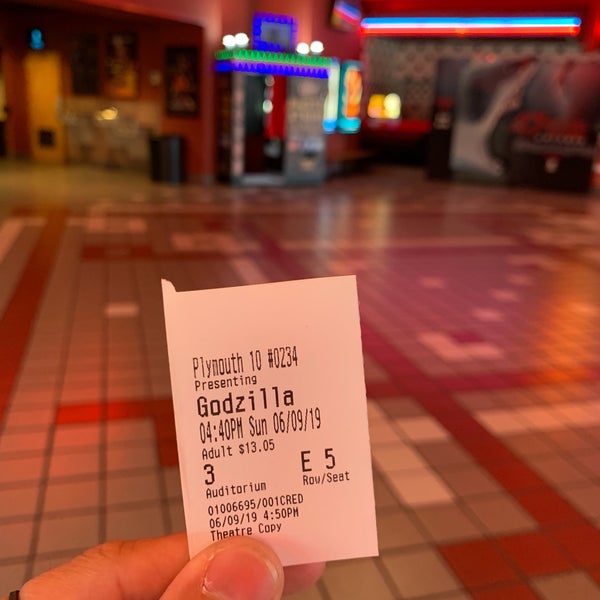 Plymouth 10 #0234
Presenting
Godzilla
04:40PM Sun 06/09/19
Adult $13.05
3 E 5
Auditorium Row/Seat
01006695/001CRED
06/09/19 4:50PM
Theatre Copy